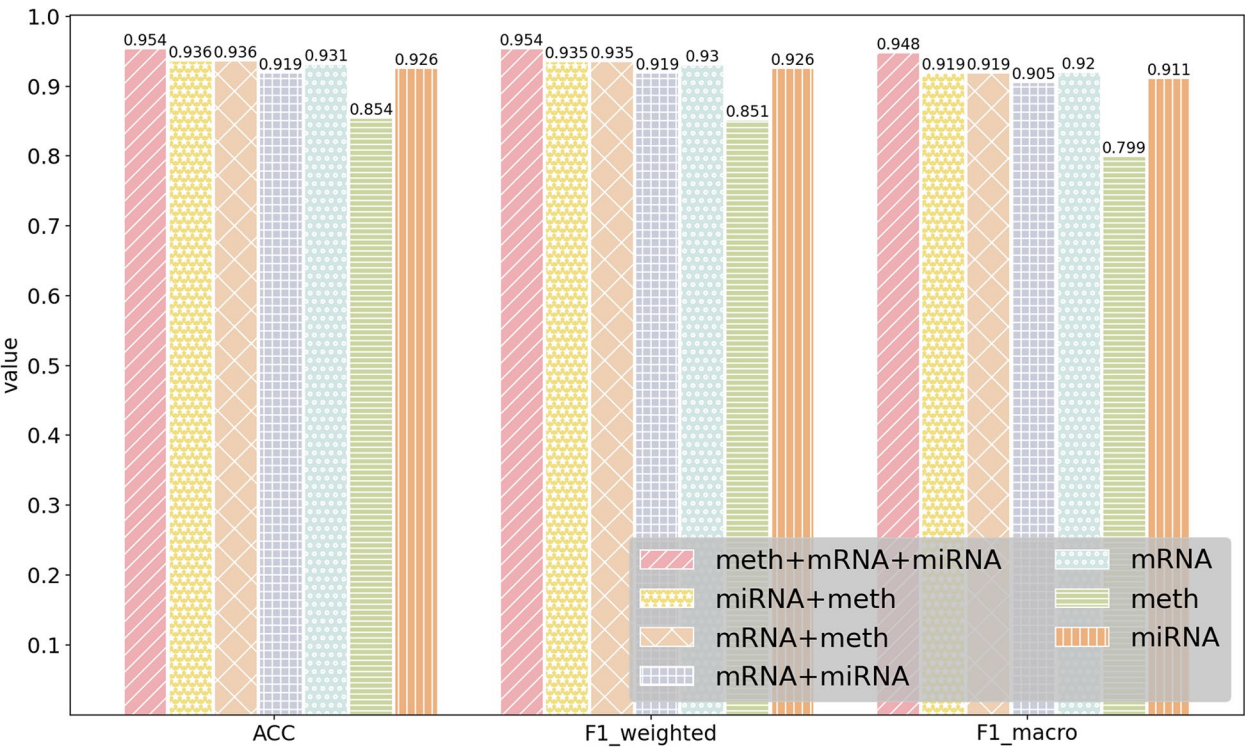 1.0
0.9
0.8
0.7
0.6
0.5
0.4
0.3
0.2
0.1
value
0.954
0.936
0.936
0.919
0.931
0.854
0.926
0.954
0.935
0.935
0.919
0.93
0.851
0.926
0.948
0.919
0.919
0.905
0.92
0.799
0.911
meth+mRNA+miRNA
miRNA+meth
mRNA+meth
mRNA+miRNA
mRNA
meth
miRNA
ACC
F1_weighted
F1_macro